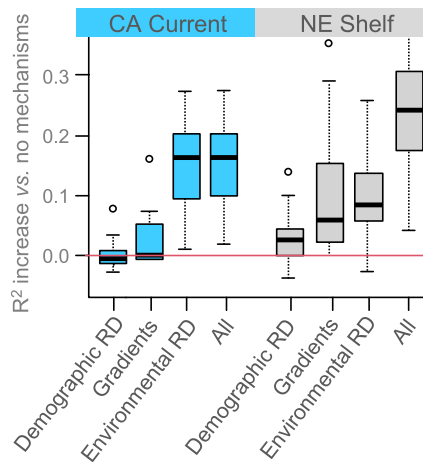 CA Current NE Shelf
R² increase vs. no mechanisms
0.3
0.2
0.1
0.0
Demographic RD
Gradients
Environmental RD
All
Demographic RD
Gradients
Environmental RD
All